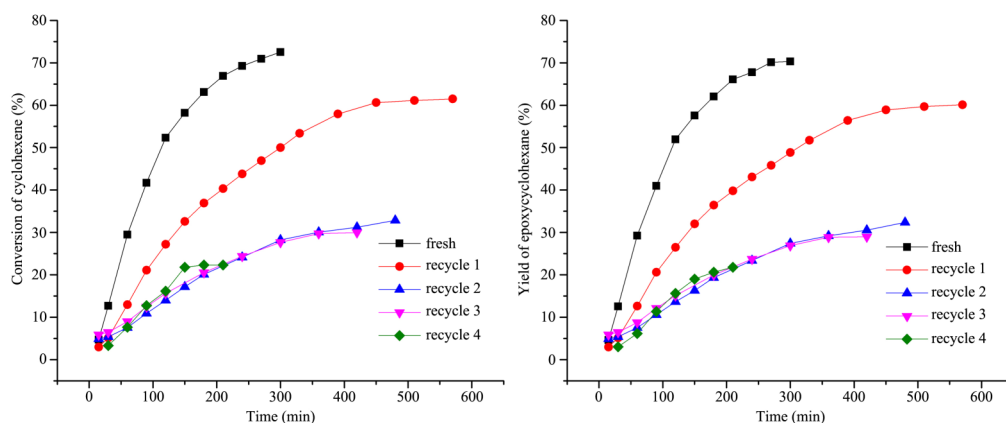 Conversion of cyclohexene (%)
80
70
60
50
40
30
20
10
0
0
100
200
300
400
500
600
Time (min)
fresh
recycle 1
recycle 2
recycle 3
recycle 4
Yield of epoxycyclohexane (%)
80
70
60
50
40
30
20
10
0
0
100
200
300
400
500
600
Time (min)
fresh
recycle 1
recycle 2
recycle 3
recycle 4